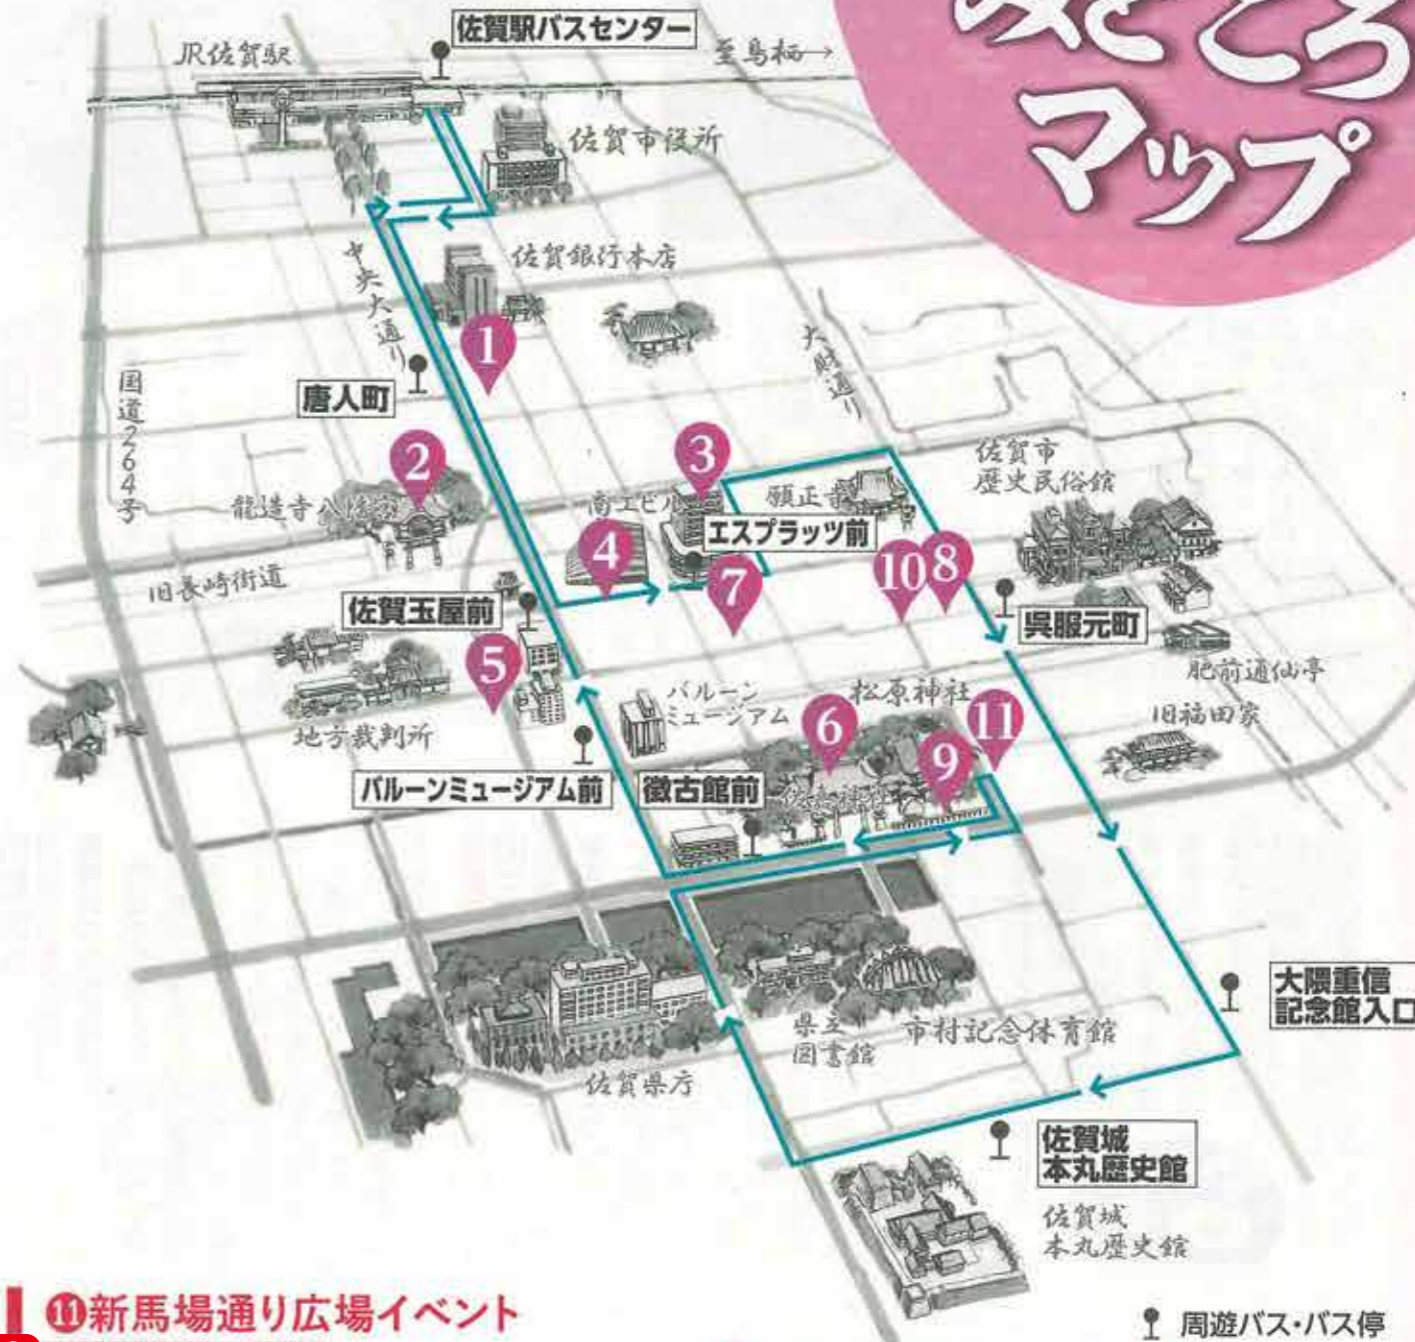 みどころ
マップ
佐賀駅バスセンター
JR佐賀駅
至鳥栖→
佐賀市役所
中央大通り
佐賀銀行本店
1
大財通り
唐人町
国道264号
2
龍造寺八幡宮
3
商工ビル
願正寺
佐賀市
歴史民俗館
エスプラッツ前
4
7
10
8
旧長崎街道
佐賀玉屋前
呉服元町
5
肥前通仙亭
バルーン
ミュージアム
松原神社
6
11
9
旧福田家
地方裁判所
バルーンミュージアム前
徴古館前
佐嘉神社
大隈重信
記念館入口
県立
図書館
市村記念体育館
佐賀県庁
佐賀城
本丸歴史館
佐賀城
本丸歴史館
⓫新馬場通り広場イベント
周遊バス・バス停